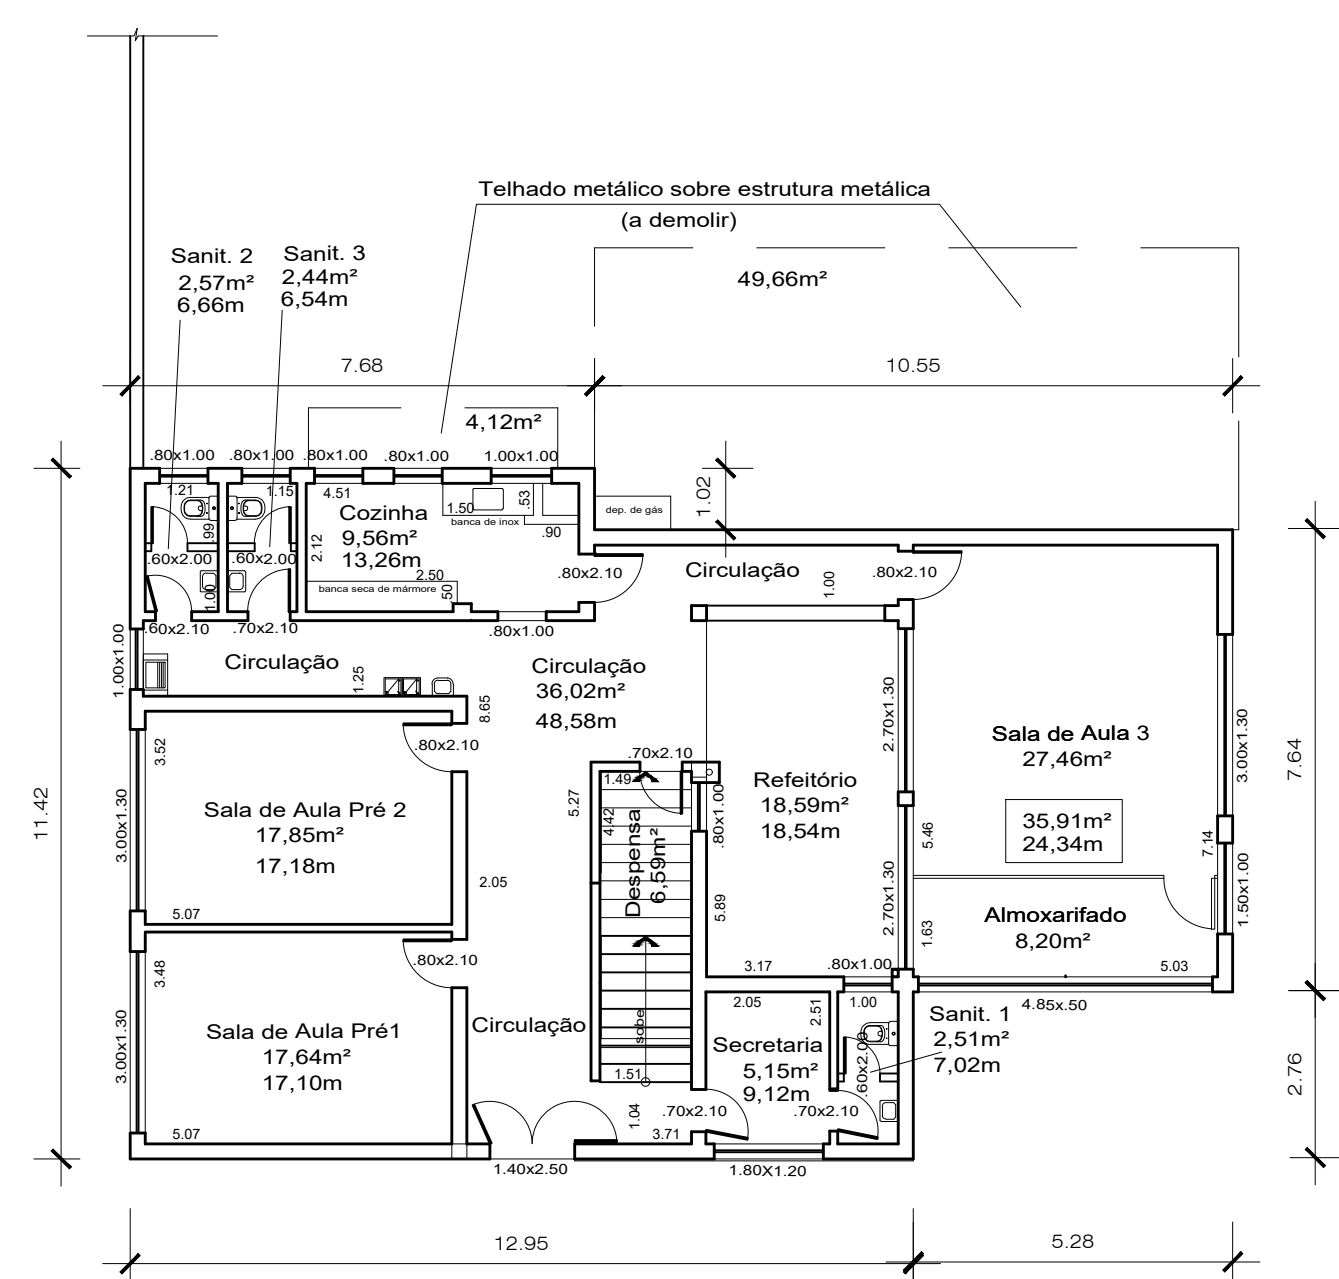 Telhado metálico sobre estrutura metálica
(a demolir)
Sanit. 2
2,57m²
6,66m
Sanit. 3
2,44m²
6,54m
49,66m²
7.68
10.55
4,12m²
.80x1.00
.80x1.00
.80x1.00
.80x1.00
1.00x1.00
1.21
1.15
4.51
1.50
.53
banca de inox
.90
dep. de gás
1.02
Cozinha
9,56m²
13,26m
2.12
.99
.60x2.00
.60x2.00
2.50
banca seca de mármore
.50
1.00
.80x2.10
Circulação
1.00
.80x2.10
.60x2.10
.70x2.10
.80x1.00
1.00x1.00
Circulação
1.25
Circulação
36,02m²
48,58m
8.65
.70x2.10
2.70x1.30
Sala de Aula 3
27,46m²
3.00x1.30
7.64
3.52
.80x2.10
11.42
3.00x1.30
Sala de Aula Pré 2
17,85m²
17,18m
5.07
2.05
5.27
1.49
4.42
Despensa
6,59m²
.80x1.00
Refeitório
18,59m²
18,54m
5.89
5.46
35,91m²
24,34m
7.14
1.50x1.00
2.70x1.30
1.63
Almoxarifado
8,20m²
3.48
.80x2.10
3.17
.80x1.00
5.03
4.85x.50
3.00x1.30
Sala de Aula Pré1
17,64m²
17,10m
5.07
Circulação
sobe
1.51
2.05
2.51
1.00
Secretaria
5,15m²
9,12m
.60x2.00
Sanit. 1
2,51m²
7,02m
2.76
1.04
3.71
.70x2.10
.70x2.10
1.40x2.50
1.80X1.20
12.95
5.28